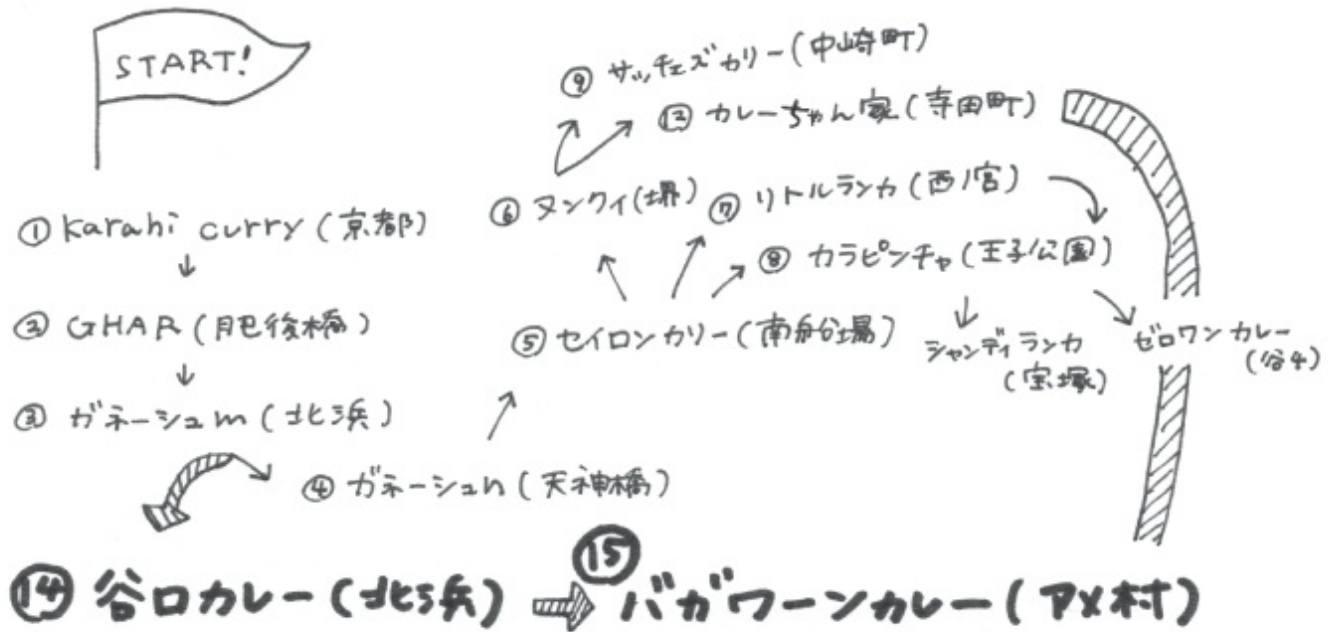 START!
① Karahi curry (京都)
② GHAR (肥後橋)
③ ガネーシュm (北浜)
④ ガネーシュn (天神橋)
⑤ セイロンカリー (南船場)
⑥ ヌンクイ (堺)
⑦ リトルランカ (西ノ宮)
⑧ カラピンチャ (王子公園)
シャンディランカ
(宝塚)
ゼロワンカレー
(谷4)
⑨ サッチェズカリー (中崎町)
⑫ カレーちゃん家 (寺田町)
⑭ 谷口カレー (北浜)
⑮ バガワーンカレー (アメ村)